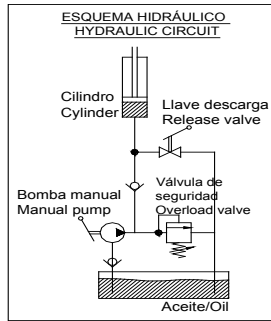 ESQUEMA HIDRÁULICO
HYDRAULIC CIRCUIT
Cilindro
Cylinder
Llave descarga
Release valve
Bomba manual
Manual pump
Válvula de
seguridad
Overload valve
Aceite/Oil